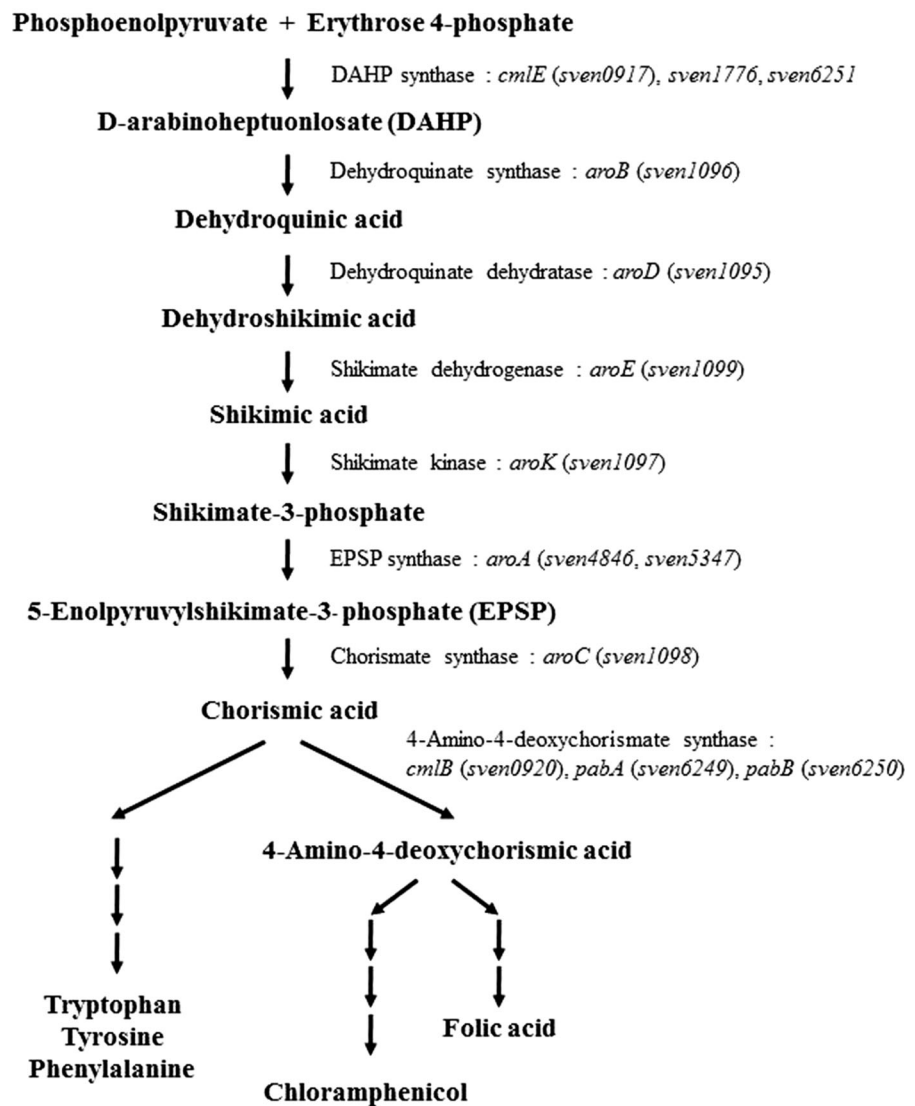 Phosphoenolpyruvate + Erythrose 4-phosphate
DAHP synthase : cmlE (sven0917), sven1776, sven6251
D-arabinoheptuonlosate (DAHP)
Dehydroquinate synthase : aroB (sven1096)
Dehydroquinic acid
Dehydroquinate dehydratase : aroD (sven1095)
Dehydroshikimic acid
Shikimate dehydrogenase : aroE (sven1099)
Shikimic acid
Shikimate kinase : aroK (sven1097)
Shikimate-3-phosphate
EPSP synthase : aroA (sven4846, sven5347)
5-Enolpyruvylshikimate-3-phosphate (EPSP)
Chorismate synthase : aroC (sven1098)
Chorismic acid
4-Amino-4-deoxychorismate synthase :
cmlB (sven0920), pabA (sven6249), pabB (sven6250)
4-Amino-4-deoxychorismic acid
Tryptophan
Tyrosine
Phenylalanine
Folic acid
Chloramphenicol